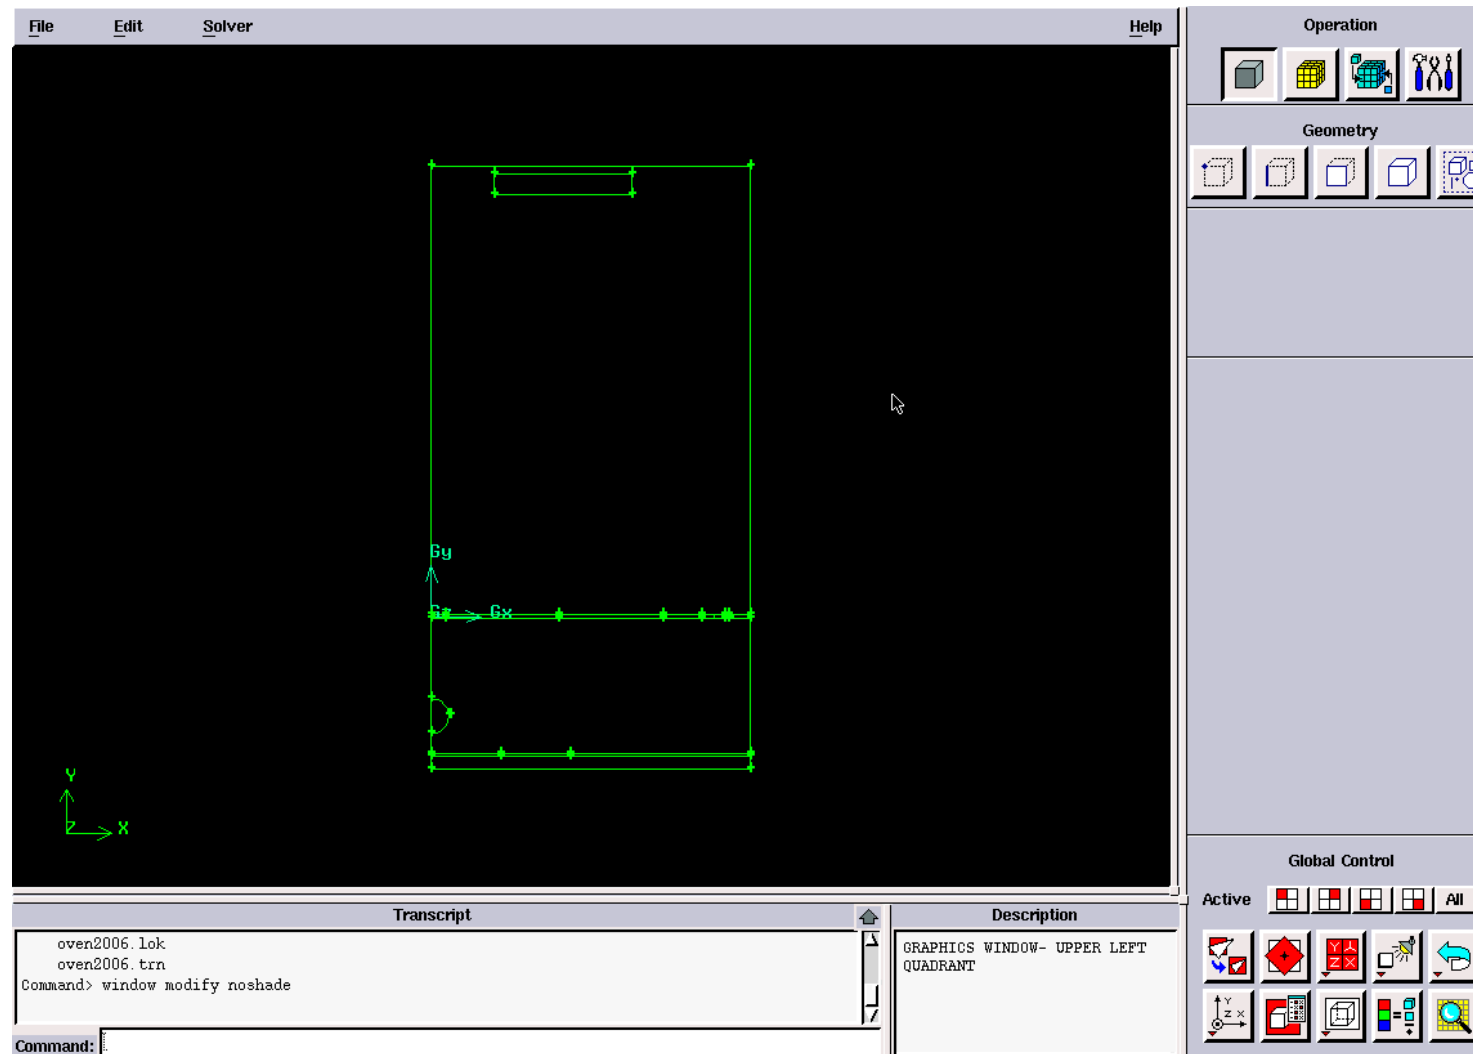 File Edit Solver Help
Operation
Geometry
Gy
Gz Gx
Y
Z X
Global Control
Active All
Transcript
Description
oven2006.lok
oven2006.trn
Command> window modify noshade
GRAPHICS WINDOW- UPPER LEFT
QUADRANT
Command: